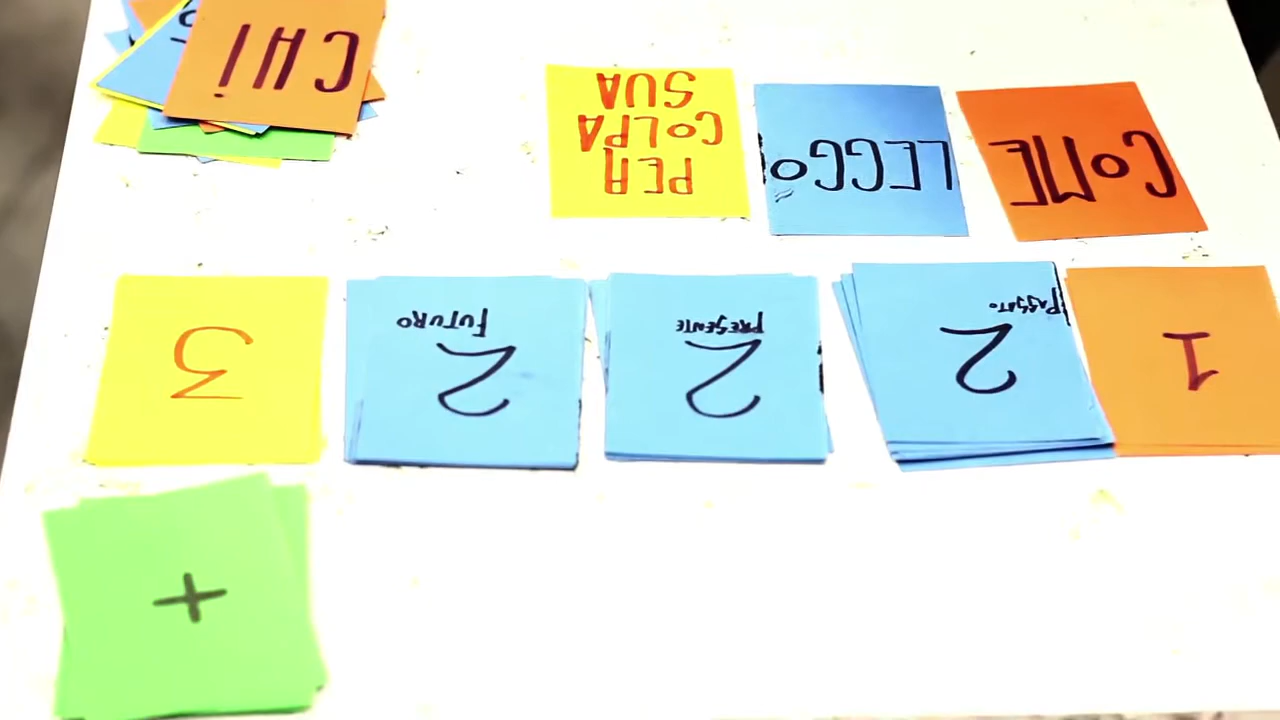 +
1
2
PASSATO
2
PRESENTE
2
FUTURO
3
COME
LEGGO
PER
COLPA
SUA
CHi